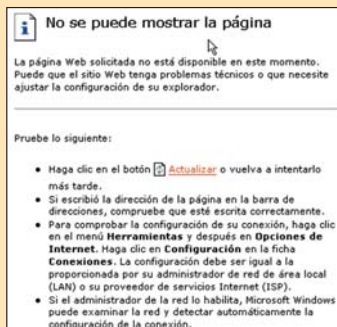 No se puede mostrar la página
La página Web solicitada no está disponible en este momento.
Puede que el sitio Web tenga problemas técnicos o que necesite
ajustar la configuración de su explorador.
Pruebe lo siguiente:
Haga clic en el botón Actualizar o vuelva a intentarlo
más tarde.
Si escribió la dirección de la página en la barra de
direcciones, compruebe que esté escrita correctamente.
Para comprobar la configuración de su conexión, haga clic
en el menú Herramientas y después en Opciones de
Internet. Haga clic en Configuración en la ficha
Conexiones. La configuración debe ser igual a la
proporcionada por su administrador de red de área local
(LAN) o su proveedor de servicios Internet (ISP).
Si el administrador de la red lo habilita, Microsoft Windows
puede examinar la red y detectar automáticamente la
configuración de la conexión.